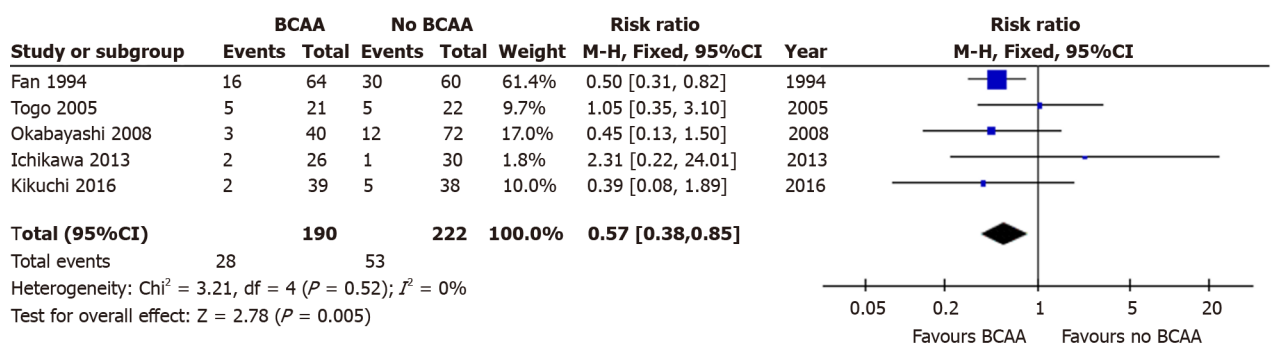 BCAA No BCAA Risk ratio Risk ratio
Study or subgroup Events Total Events Total Weight M-H, Fixed, 95%CI Year M-H, Fixed, 95%CI
Fan 1994 16 64 30 60 61.4% 0.50 [0.31, 0.82] 1994
Togo 2005 5 21 5 22 9.7% 1.05 [0.35, 3.10] 2005
Okabayashi 2008 3 40 12 72 17.0% 0.45 [0.13, 1.50] 2008
Ichikawa 2013 2 26 1 30 1.8% 2.31 [0.22, 24.01] 2013
Kikuchi 2016 2 39 5 38 10.0% 0.39 [0.08, 1.89] 2016
Total (95%CI) 190 222 100.0% 0.57 [0.38,0.85]
Total events 28 53
Heterogeneity: Chi² = 3.21, df = 4 (P = 0.52); I² = 0%
Test for overall effect: Z = 2.78 (P = 0.005)
0.05 0.2 1 5 20
Favours BCAA Favours no BCAA